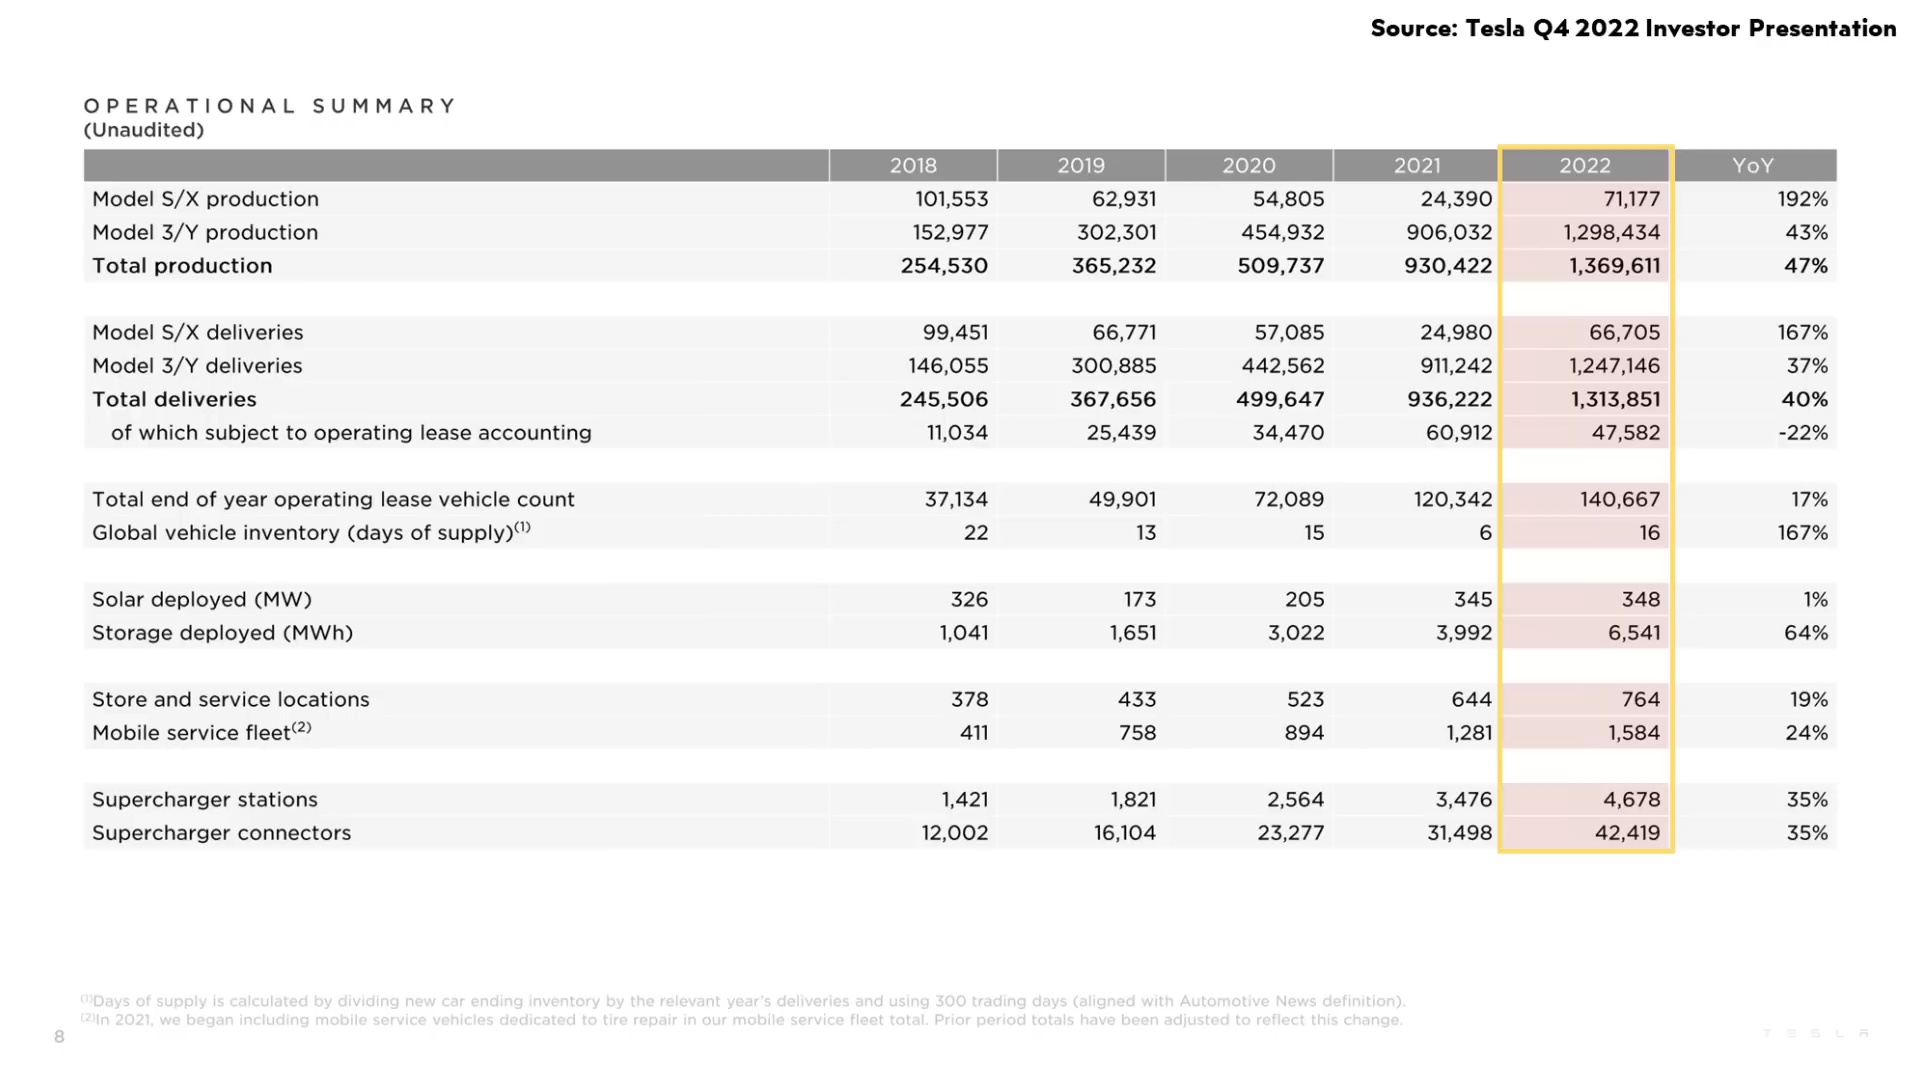 Source: Tesla Q4 2022 Investor Presentation
OPERATIONAL SUMMARY
(Unaudited)
2018 2019 2020 2021 2022 YoY
Model S/X production 101,553 62,931 54,805 24,390 71,177 192%
Model 3/Y production 152,977 302,301 454,932 906,032 1,298,434 43%
Total production 254,530 365,232 509,737 930,422 1,369,611 47%
Model S/X deliveries 99,451 66,771 57,085 24,980 66,705 167%
Model 3/Y deliveries 146,055 300,885 442,562 911,242 1,247,146 37%
Total deliveries 245,506 367,656 499,647 936,222 1,313,851 40%
of which subject to operating lease accounting 11,034 25,439 34,470 60,912 47,582 -22%
Total end of year operating lease vehicle count 37,134 49,901 72,089 120,342 140,667 17%
Global vehicle inventory (days of supply)(1) 22 13 15 6 16 167%
Solar deployed (MW) 326 173 205 345 348 1%
Storage deployed (MWh) 1,041 1,651 3,022 3,992 6,541 64%
Store and service locations 378 433 523 644 764 19%
Mobile service fleet(2) 411 758 894 1,281 1,584 24%
Supercharger stations 1,421 1,821 2,564 3,476 4,678 35%
Supercharger connectors 12,002 16,104 23,277 31,498 42,419 35%
(1)Days of supply is calculated by dividing new car ending inventory by the relevant year's deliveries and using 300 trading days (aligned with Automotive News definition).
(2)In 2021, we began including mobile service vehicles dedicated to tire repair in our mobile service fleet total. Prior period totals have been adjusted to reflect this change.
8
TESLA